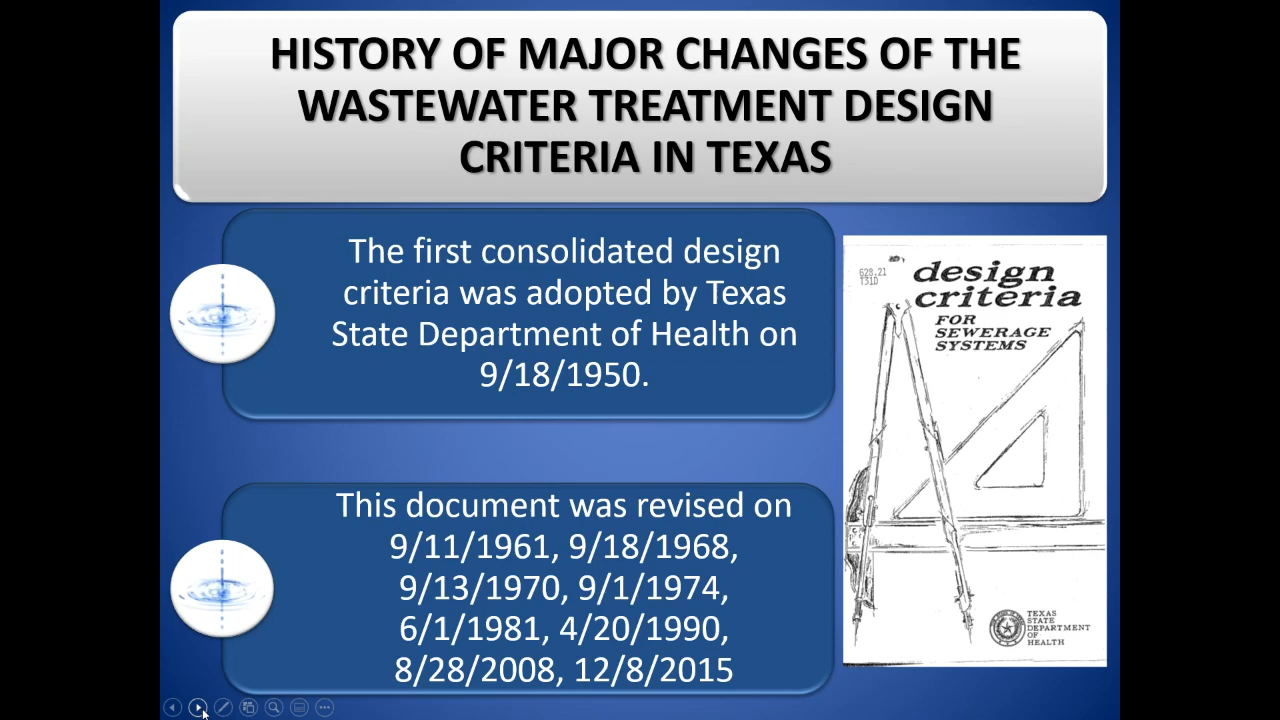 HISTORY OF MAJOR CHANGES OF THE
WASTEWATER TREATMENT DESIGN
CRITERIA IN TEXAS
The first consolidated design
criteria was adopted by Texas
State Department of Health on
9/18/1950.
This document was revised on
9/11/1961, 9/18/1968,
9/13/1970, 9/1/1974,
6/1/1981, 4/20/1990,
8/28/2008, 12/8/2015
628.21
T31D
design
criteria
FOR
SEWERAGE
SYSTEMS
TEXAS
STATE
DEPARTMENT
OF
HEALTH